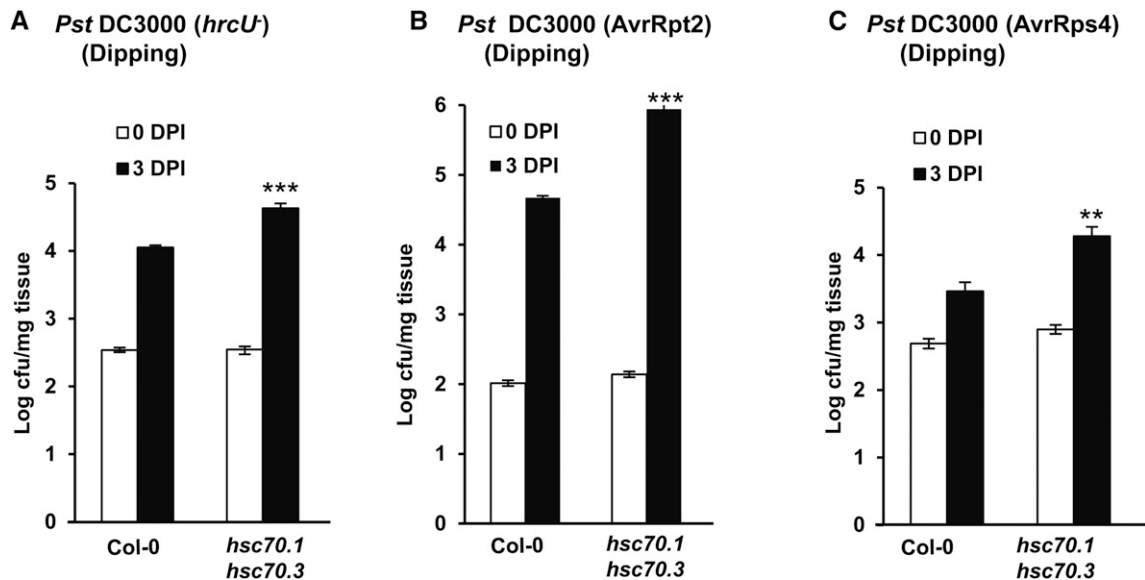 A
Pst DC3000 (hrcU-)
(Dipping)
0 DPI
3 DPI
***
Log cfu/mg tissue
5
4
3
2
1
0
Col-0
hsc70.1
hsc70.3
B
Pst DC3000 (AvrRpt2)
(Dipping)
0 DPI
3 DPI
***
Log cfu/mg tissue
6
5
4
3
2
1
0
Col-0
hsc70.1
hsc70.3
C
Pst DC3000 (AvrRps4)
(Dipping)
0 DPI
3 DPI
**
Log cfu/mg tissue
5
4
3
2
1
0
Col-0
hsc70.1
hsc70.3